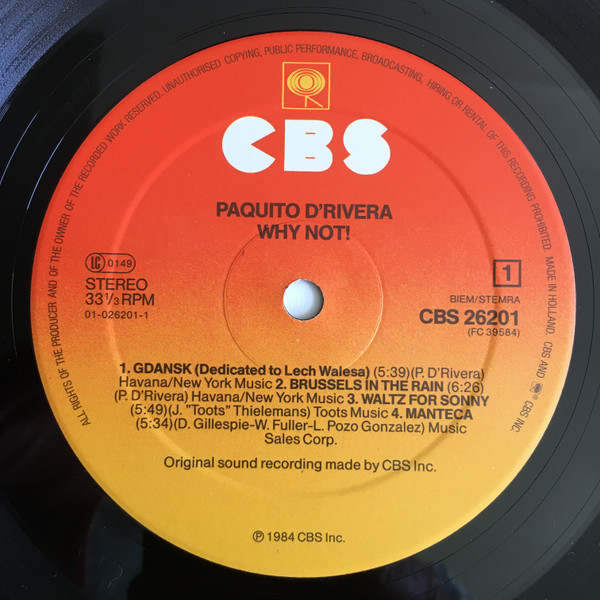 ALL RIGHTS OF THE PRODUCER AND OF THE OWNER OF THE RECORDED WORK RESERVED. UNAUTHORISED COPYING, PUBLIC PERFORMANCE, BROADCASTING, HIRING OR RENTAL OF THIS RECORDING PROHIBITED. MADE IN HOLLAND. CBS AND ® CBS INC.
CBS
PAQUITO D'RIVERA
WHY NOT!
LC 0149
STEREO
33 1/3 RPM
01-026201-1
1
BIEM/STEMRA
CBS 26201
(FC 39584)
1. GDANSK (Dedicated to Lech Walesa) (5:39)(P. D'Rivera)
Havana/New York Music 2. BRUSSELS IN THE RAIN (6:26)
(P. D'Rivera) Havana/New York Music 3. WALTZ FOR SONNY
(5:49)(J. "Toots" Thielemans) Toots Music 4. MANTECA
(5:34)(D. Gillespie-W. Fuller-L. Pozo Gonzalez) Music
Sales Corp.
Original sound recording made by CBS Inc.
℗ 1984 CBS Inc.